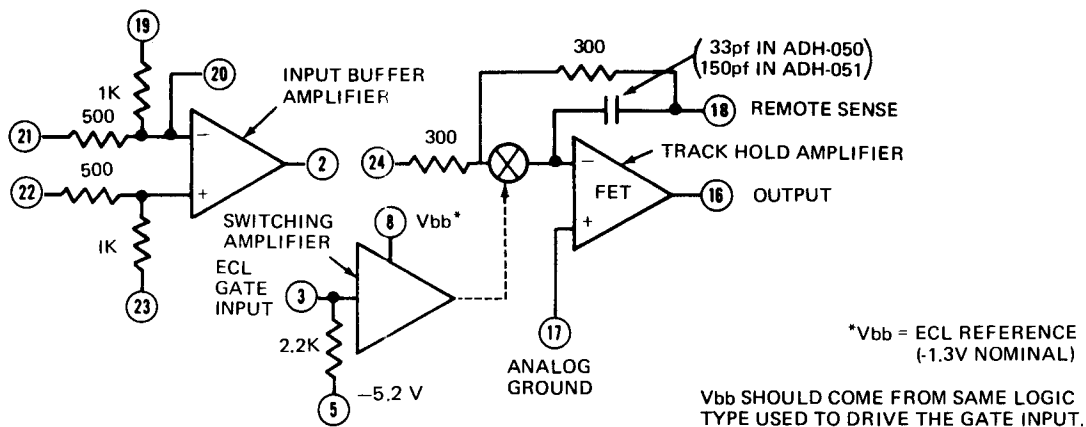 19
20
1K
INPUT BUFFER
AMPLIFIER
500
21
−
2
500
22
+
IK
23
300
(33pf IN ADH-050)
(150pf IN ADH-051)
18 REMOTE SENSE
300
24
TRACK HOLD AMPLIFIER
−
FET
+
16 OUTPUT
17
ANALOG
GROUND
SWITCHING
AMPLIFIER
8 Vbb*
ECL
GATE
INPUT
3
2.2K
5 −5.2 V
*Vbb = ECL REFERENCE
(-1.3V NOMINAL)
Vbb SHOULD COME FROM SAME LOGIC
TYPE USED TO DRIVE THE GATE INPUT.